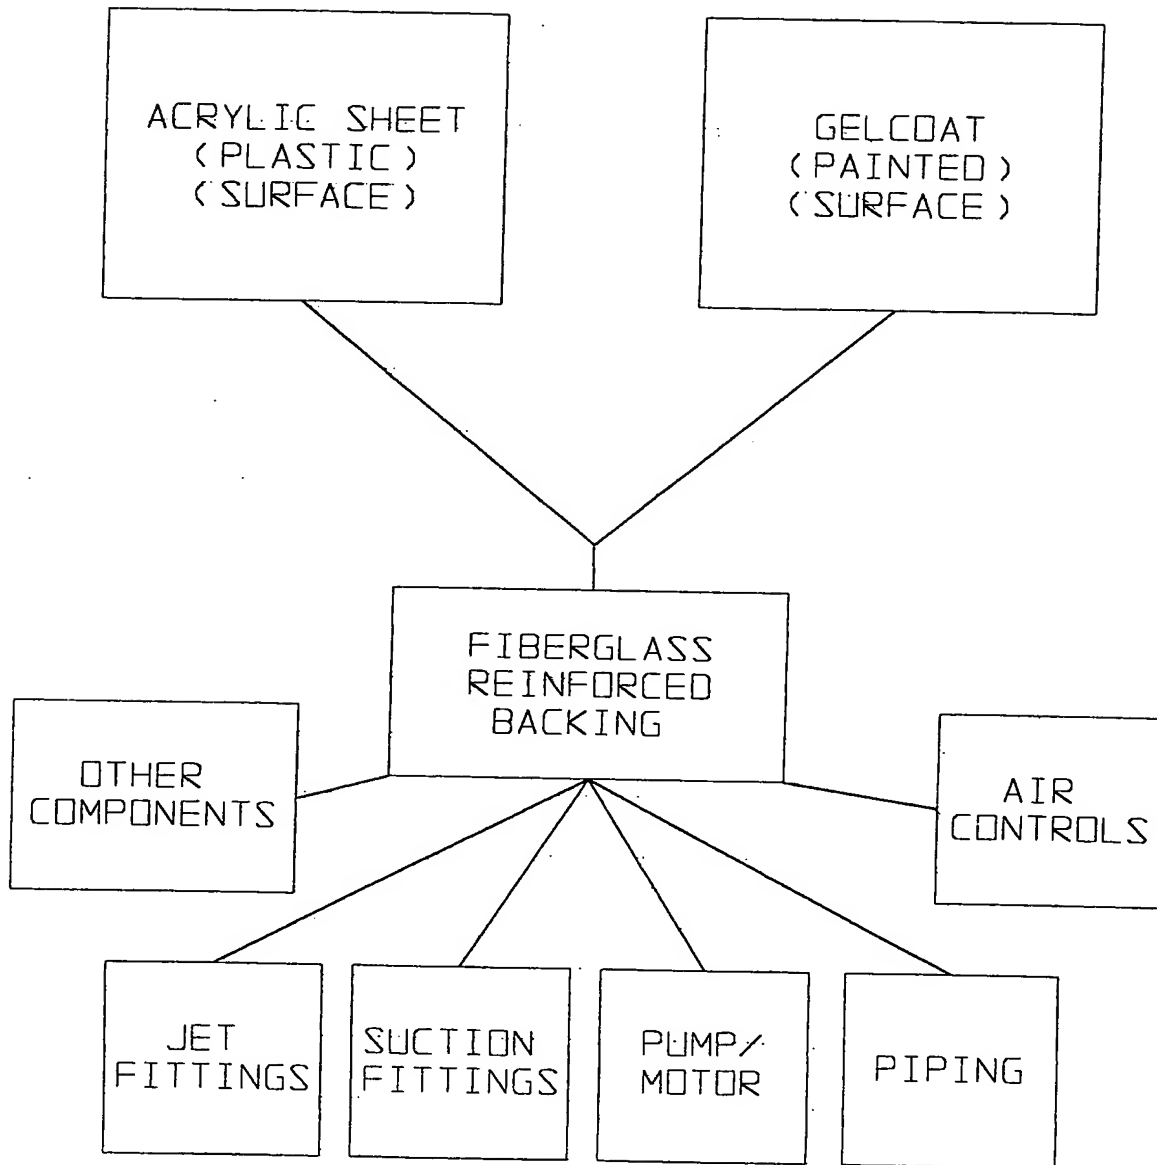 ACRYLIC SHEET
(PLASTIC)
(SURFACE)
GELCOAT
(PAINTED)
(SURFACE)
FIBERGLASS
REINFORCED
BACKING
OTHER
COMPONENTS
AIR
CONTROLS
JET
FITTINGS
SUCTION
FITTINGS
PUMP/
MOTOR
PIPING